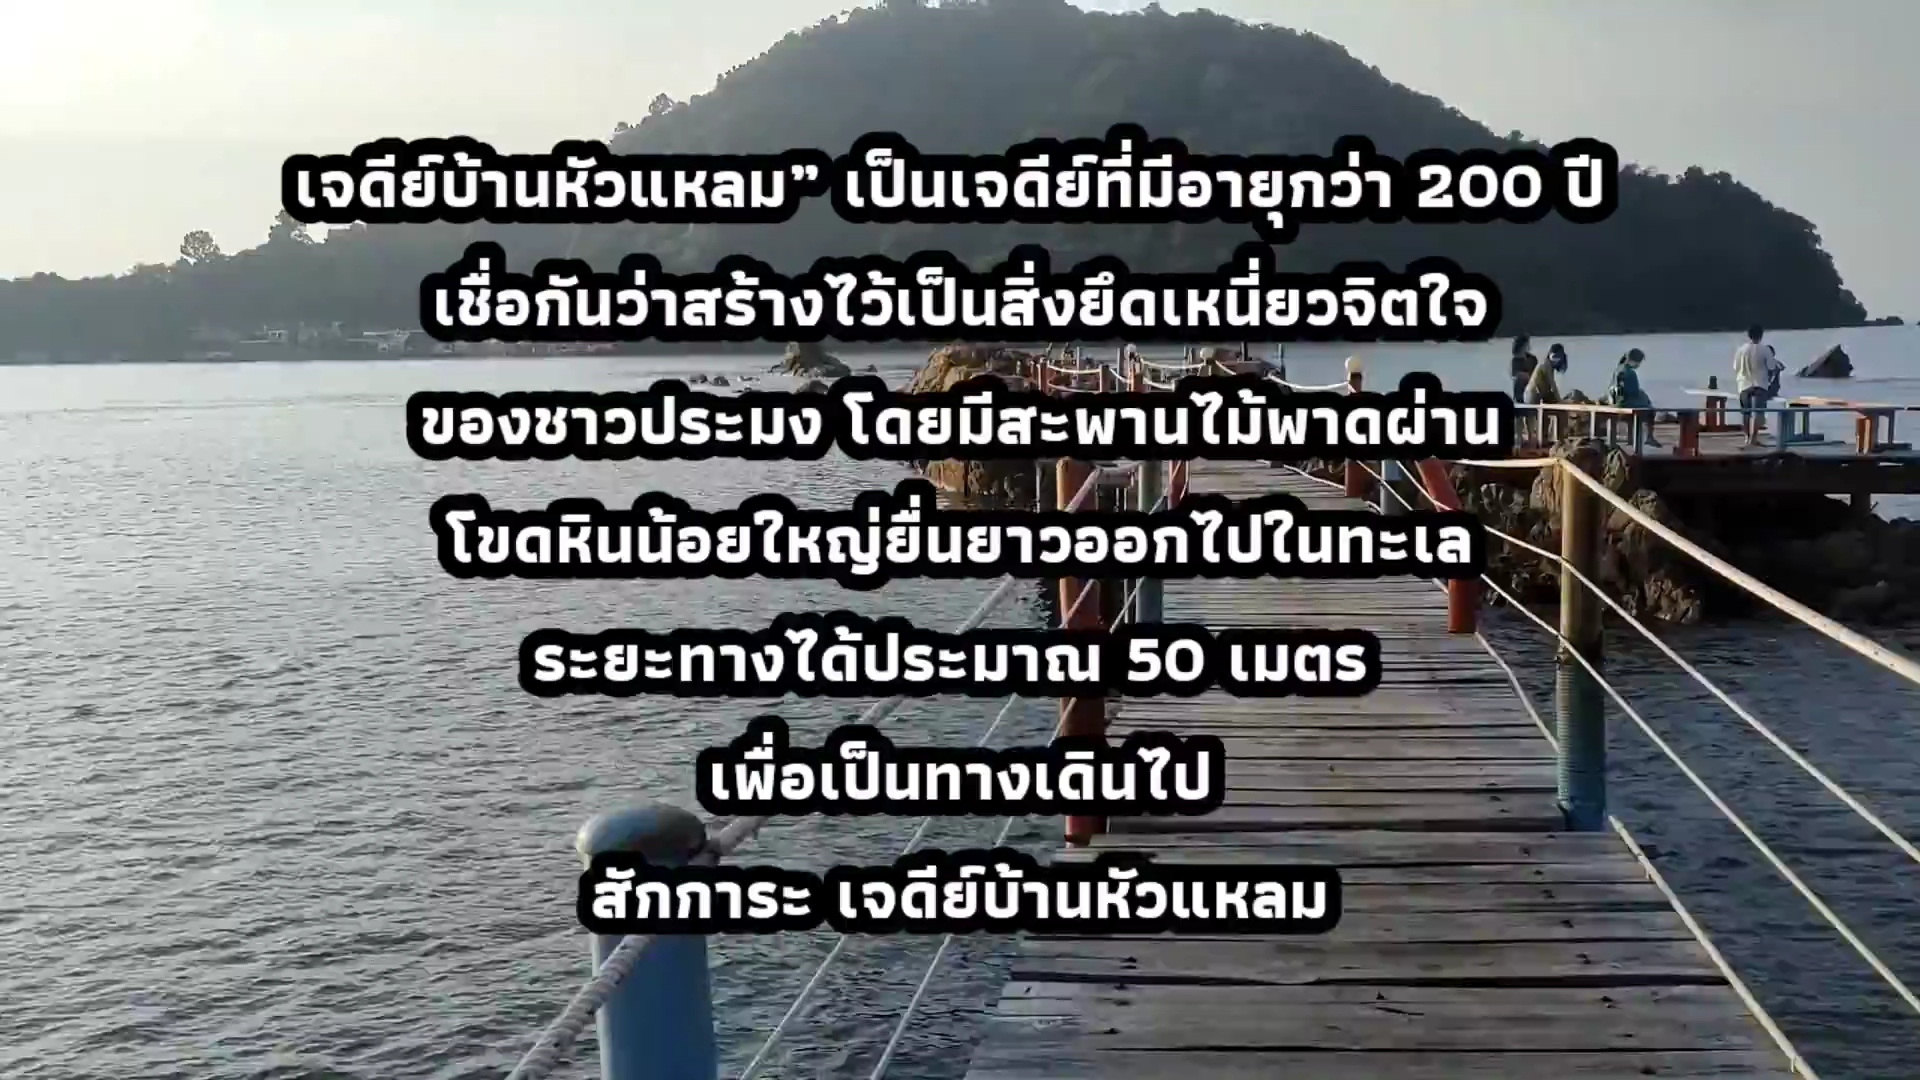 เจดีย์บ้านหัวแหลม” เป็นเจดีย์ที่มีอายุกว่า 200 ปี
เชื่อกันว่าสร้างไว้เป็นสิ่งยึดเหนี่ยวจิตใจ
ของชาวประมง โดยมีสะพานไม้พาดผ่าน
โขดหินน้อยใหญ่ยื่นยาวออกไปในทะเล
ระยะทางได้ประมาณ 50 เมตร
เพื่อเป็นทางเดินไป
สักการะ เจดีย์บ้านหัวแหลม